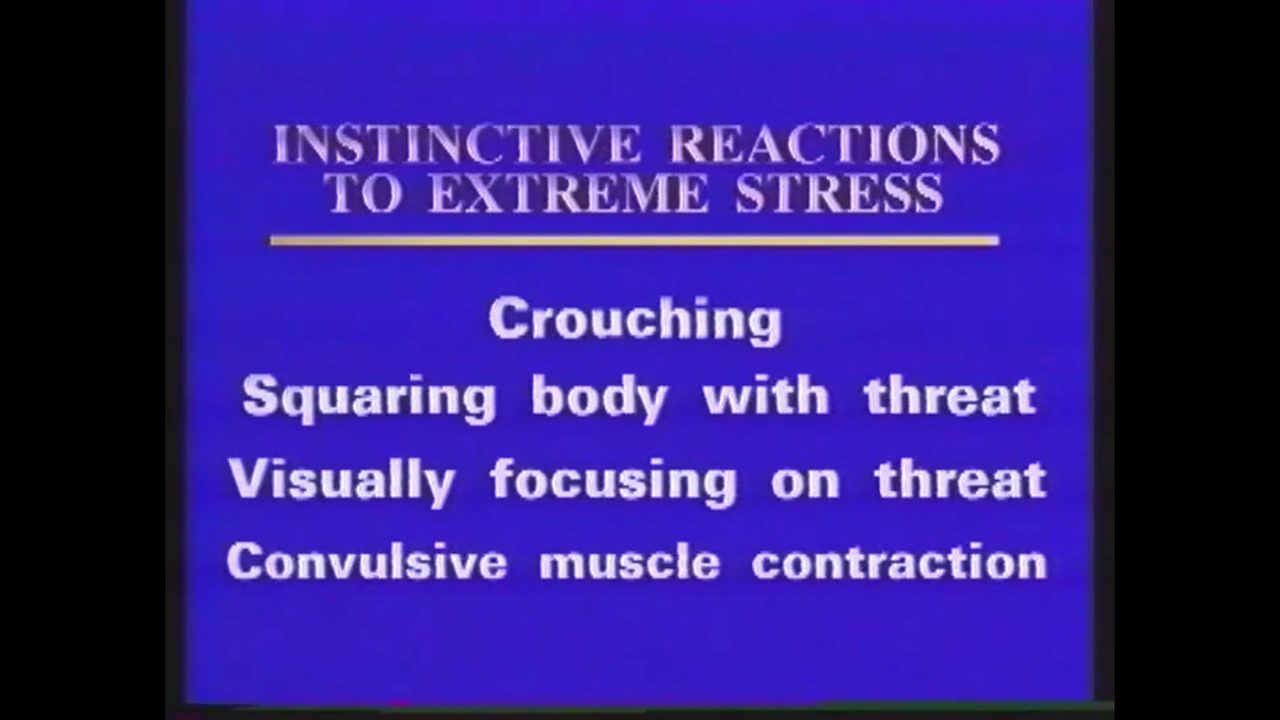 INSTINCTIVE REACTIONS
TO EXTREME STRESS
Crouching
Squaring body with threat
Visually focusing on threat
Convulsive muscle contraction